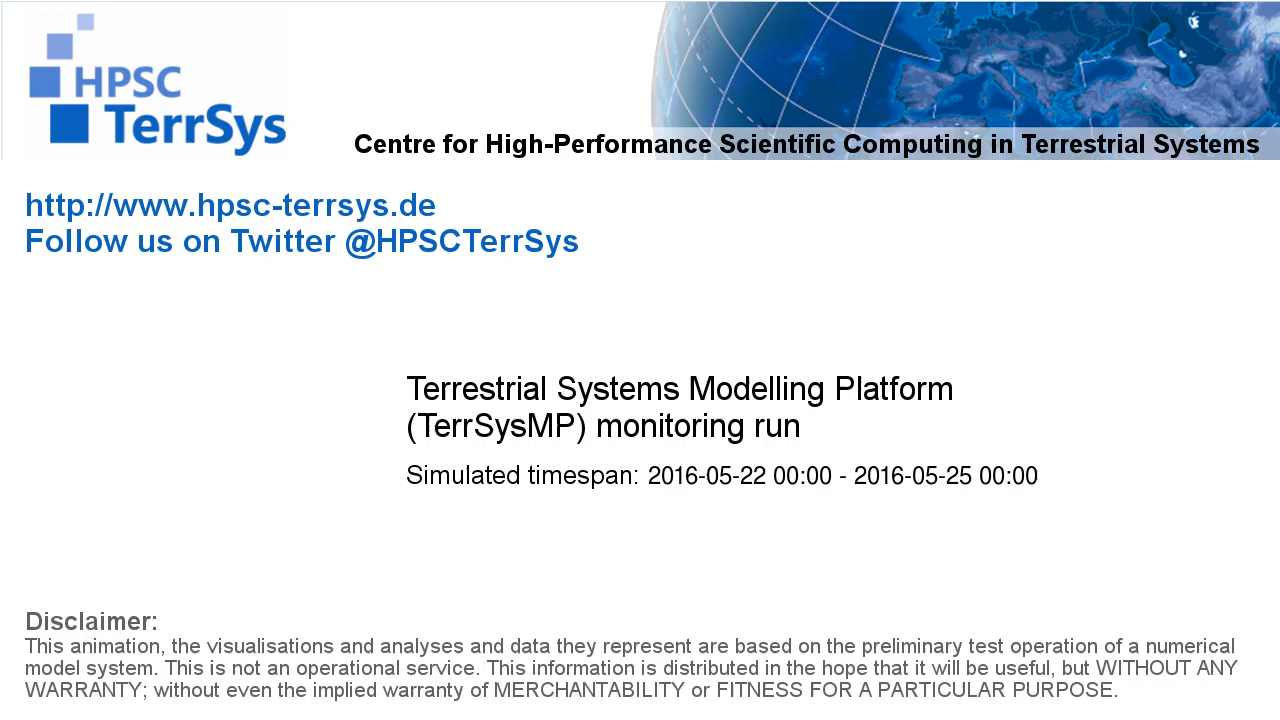 HPSC
TerrSys
Centre for High-Performance Scientific Computing in Terrestrial Systems
http://www.hpsc-terrsys.de
Follow us on Twitter @HPSCTerrSys
Terrestrial Systems Modelling Platform
(TerrSysMP) monitoring run
Simulated timespan: 2016-05-22 00:00 - 2016-05-25 00:00
Disclaimer:
This animation, the visualisations and analyses and data they represent are based on the preliminary test operation of a numerical
model system. This is not an operational service. This information is distributed in the hope that it will be useful, but WITHOUT ANY
WARRANTY; without even the implied warranty of MERCHANTABILITY or FITNESS FOR A PARTICULAR PURPOSE.